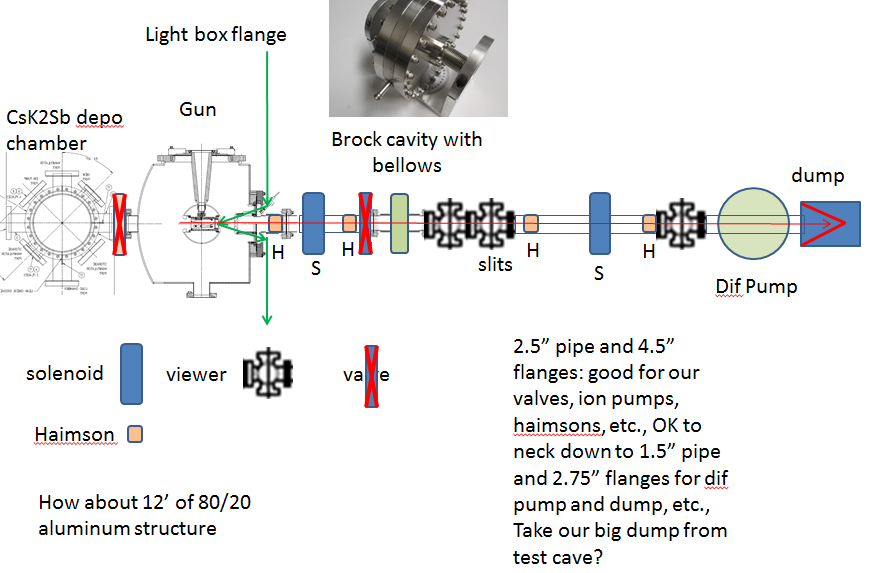 Light box flange
Gun
CsK2Sb depo
chamber
Brock cavity with
bellows
dump
H
S
H
slits
H
S
H
Dif Pump
solenoid
viewer
va e
Haimson
How about 12’ of 80/20
aluminum structure
2.5” pipe and 4.5”
flanges: good for our
valves, ion pumps,
haimsons, etc., OK to
neck down to 1.5” pipe
and 2.75” flanges for dif
pump and dump, etc.,
Take our big dump from
test cave?